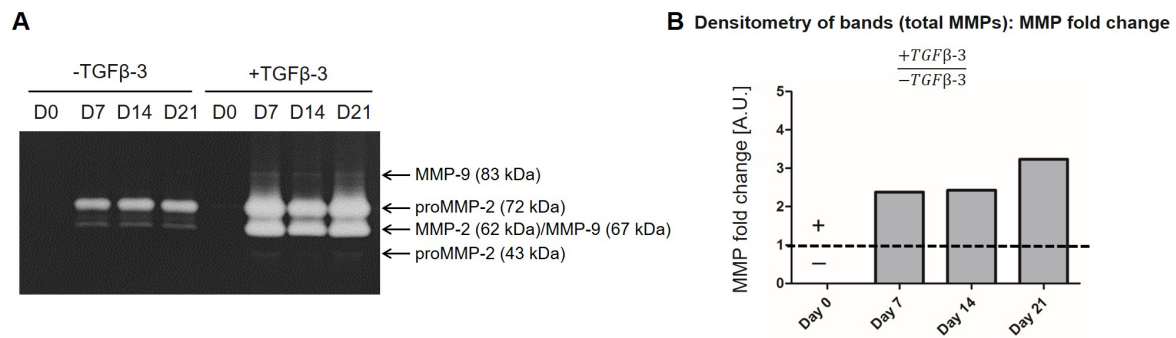 A
-TGFβ-3 +TGFβ-3
D0 D7 D14 D21 D0 D7 D14 D21
MMP-9 (83 kDa)
proMMP-2 (72 kDa)
MMP-2 (62 kDa)/MMP-9 (67 kDa)
proMMP-2 (43 kDa)
B Densitometry of bands (total MMPs): MMP fold change
+TGFβ-3
−TGFβ-3
MMP fold change [A.U.]
5
4
3
2
+
1
−
0
Day 0 Day 7 Day 14 Day 21